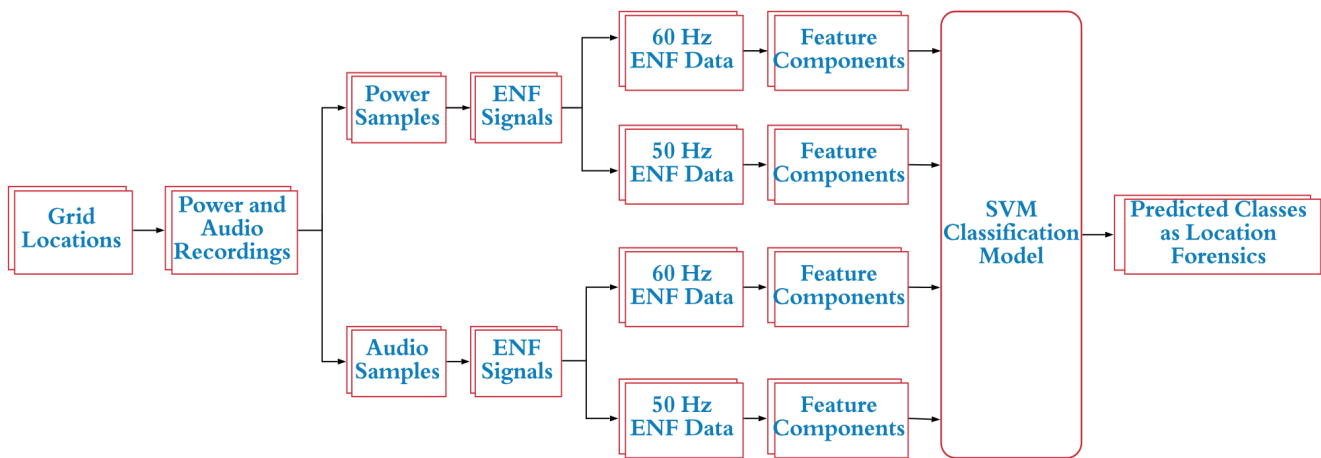 Grid
Locations
Power and
Audio
Recordings
Power
Samples
ENF
Signals
60 Hz
ENF Data
Feature
Components
50 Hz
ENF Data
Feature
Components
Audio
Samples
ENF
Signals
60 Hz
ENF Data
Feature
Components
50 Hz
ENF Data
Feature
Components
SVM
Classification
Model
Predicted Classes
as Location
Forensics